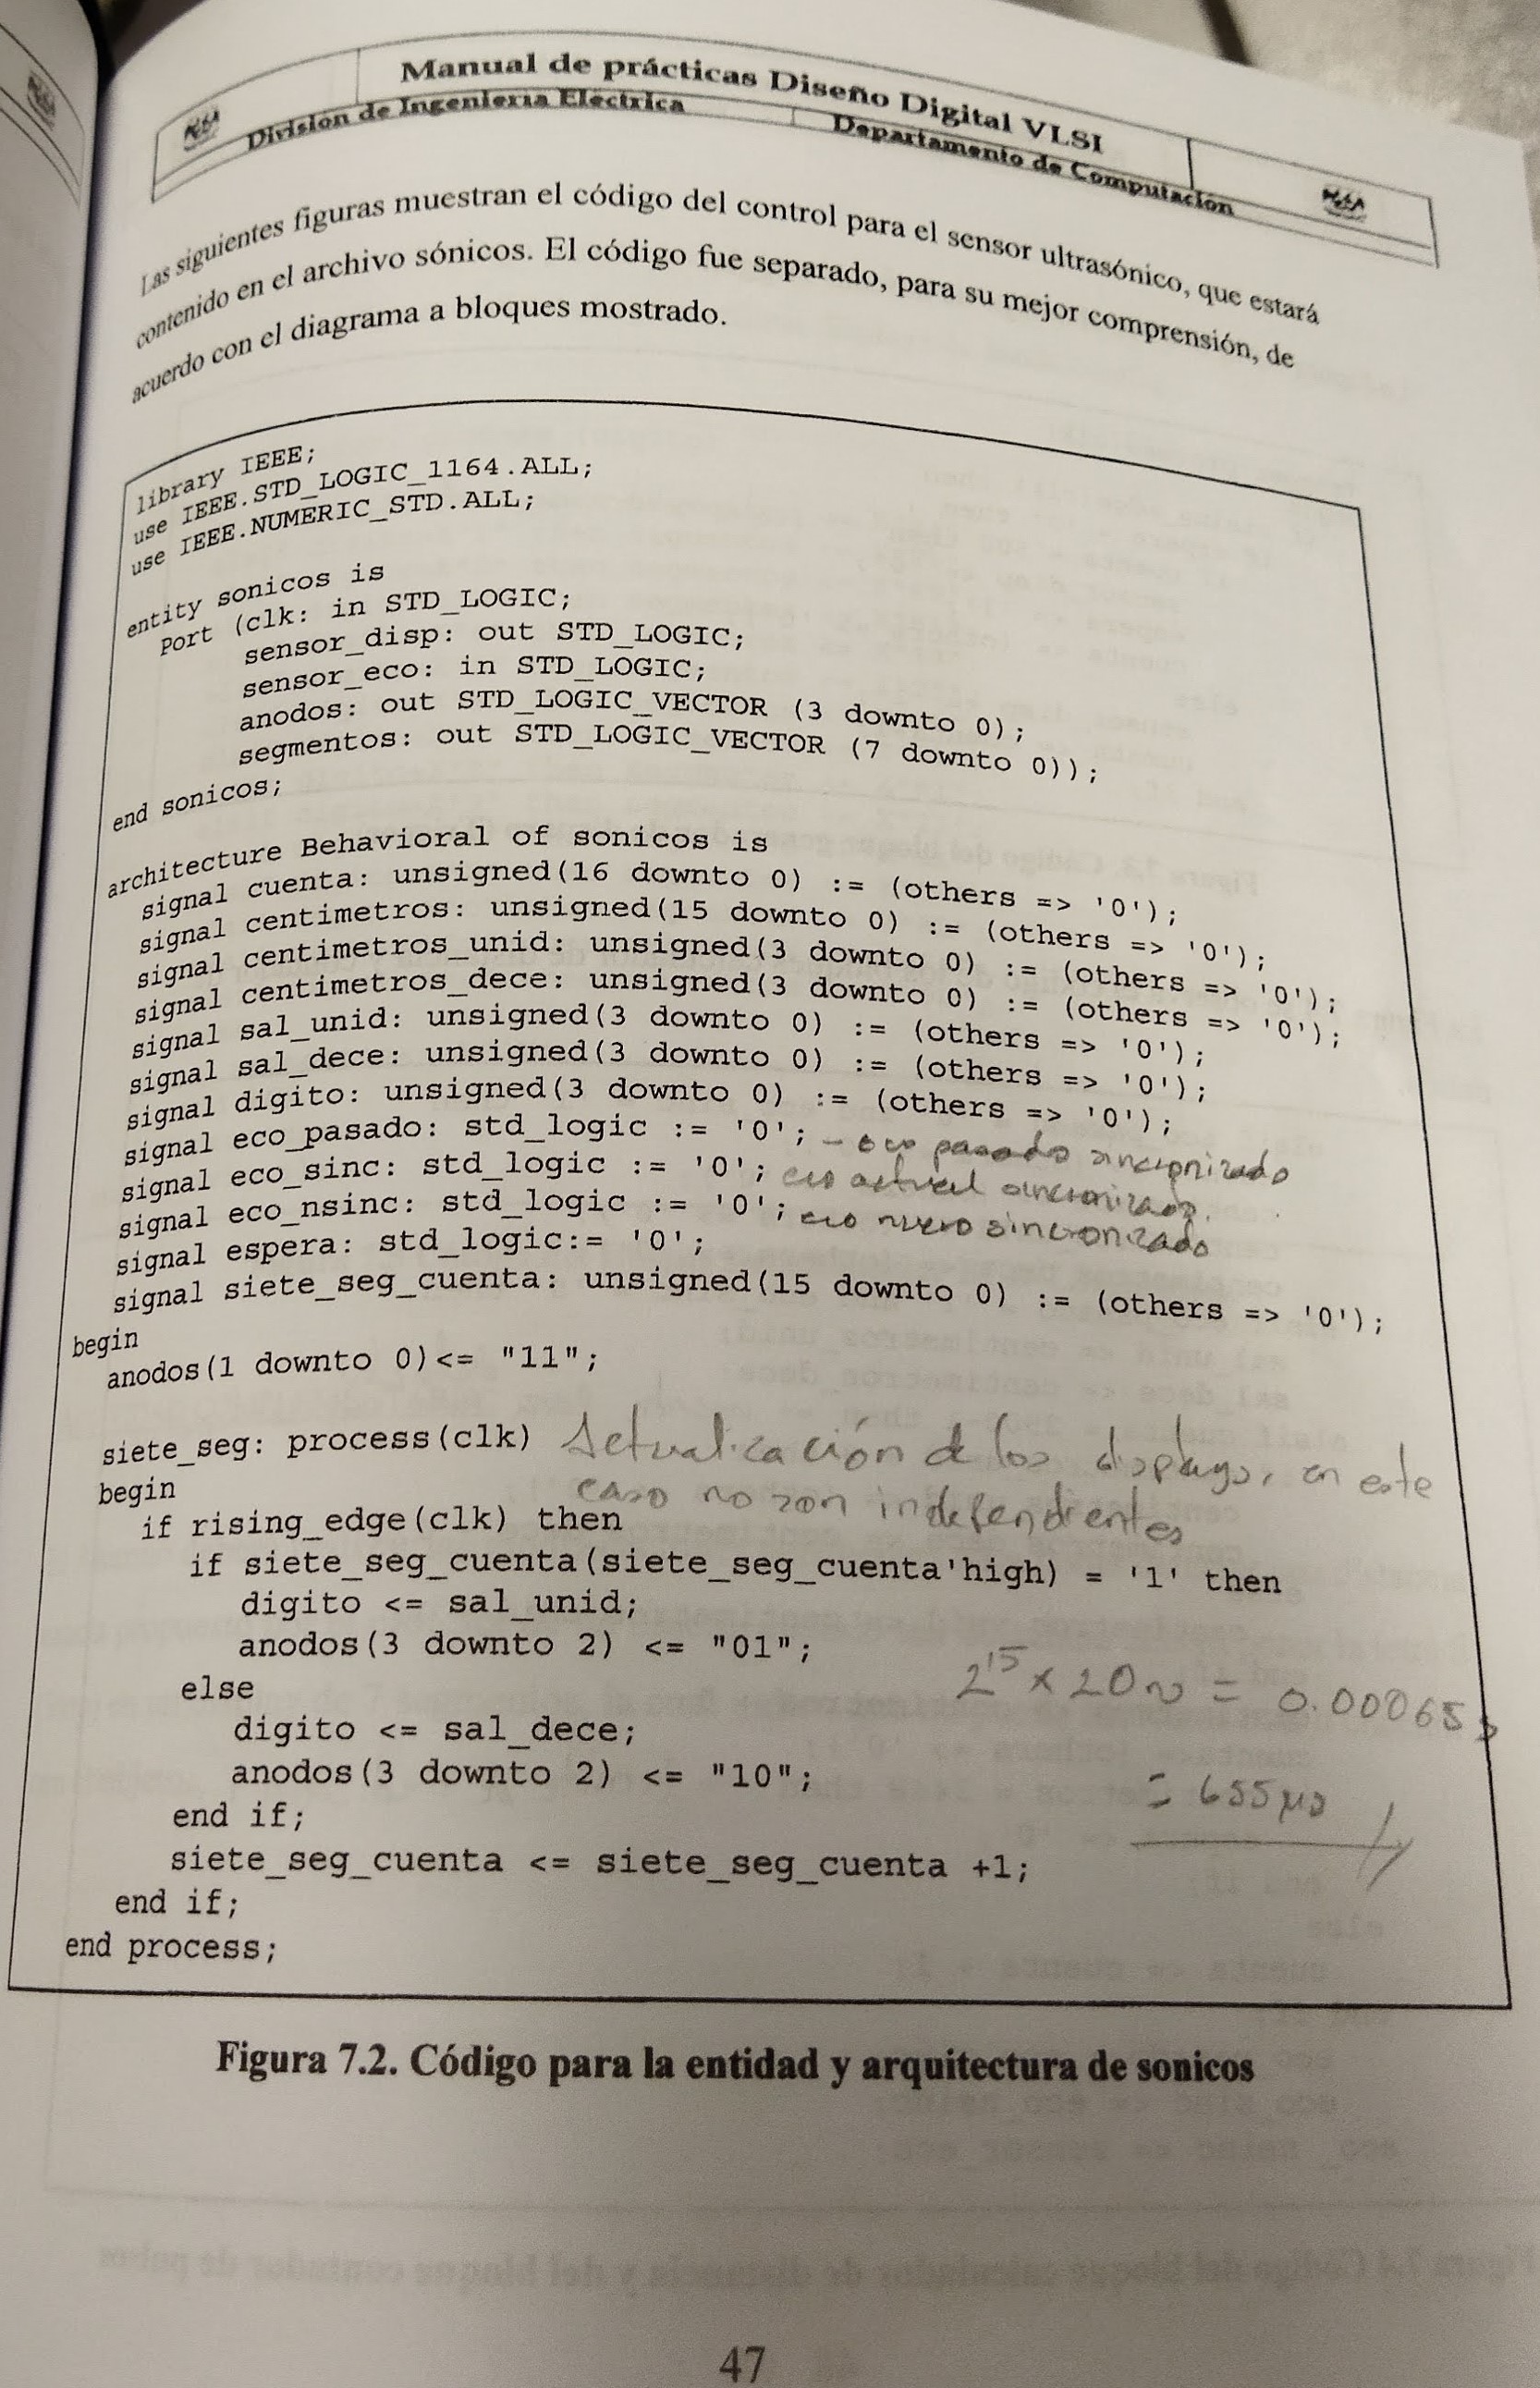 Manual de prácticas Diseño Digital VLSI
División de Ingeniería Eléctrica Departamento de Computación
Las siguientes figuras muestran el código del control para el sensor ultrasónico, que estará
contenido en el archivo sónicos. El código fue separado, para su mejor comprensión, de
acuerdo con el diagrama a bloques mostrado.
library IEEE;
use IEEE.STD_LOGIC_1164.ALL;
use IEEE.NUMERIC_STD.ALL;
entity sonicos is
Port (clk: in STD_LOGIC;
sensor_disp: out STD_LOGIC;
sensor_eco: in STD_LOGIC;
anodos: out STD_LOGIC_VECTOR (3 downto 0);
segmentos: out STD_LOGIC_VECTOR (7 downto 0));
end sonicos;
architecture Behavioral of sonicos is
signal cuenta: unsigned(16 downto 0) := (others => '0');
signal centimetros: unsigned(15 downto 0) := (others => '0');
signal centimetros_unid: unsigned(3 downto 0) := (others => '0');
signal centimetros_dece: unsigned(3 downto 0) := (others => '0');
signal sal_unid: unsigned(3 downto 0) := (others => '0');
signal sal_dece: unsigned(3 downto 0) := (others => '0');
signal digito: unsigned(3 downto 0) := (others => '0');
signal eco_pasado: std_logic := '0'; - eco pasado sincronizado
signal eco_sinc: std_logic := '0'; eco actual sincronizado.
signal eco_nsinc: std_logic := '0'; eco nuevo sincronizado
signal espera: std_logic:= '0';
signal siete_seg_cuenta: unsigned(15 downto 0) := (others => '0');
begin
anodos(1 downto 0)<= "11";
siete_seg: process(clk) Actualización de los displays, en este
begin caso no son independientes
if rising_edge(clk) then
if siete_seg_cuenta(siete_seg_cuenta'high) = '1' then
digito <= sal_unid;
anodos(3 downto 2) <= "01";
else 2^15 x 20n = 0.00065 s
digito <= sal_dece;
anodos(3 downto 2) <= "10"; = 655 μs
end if;
siete_seg_cuenta <= siete_seg_cuenta +1;
end if;
end process;
Figura 7.2. Código para la entidad y arquitectura de sonicos
47